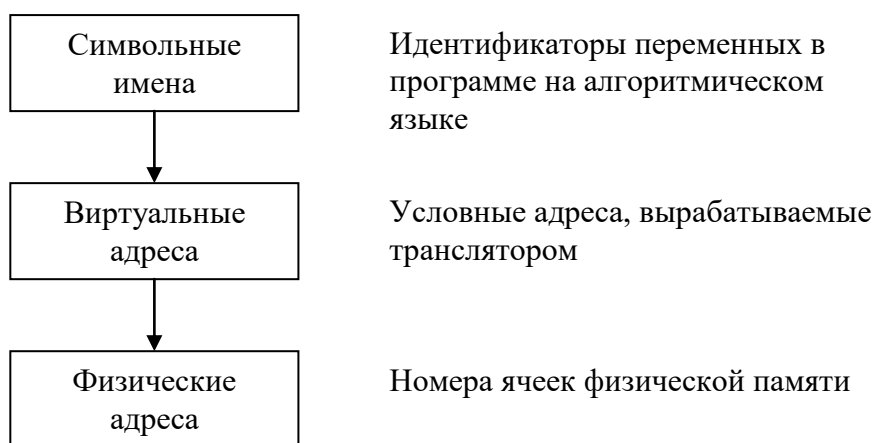 Символьные
имена
Идентификаторы переменных в
программе на алгоритмическом
языке
Виртуальные
адреса
Условные адреса, вырабатываемые
транслятором
Физические
адреса
Номера ячеек физической памяти